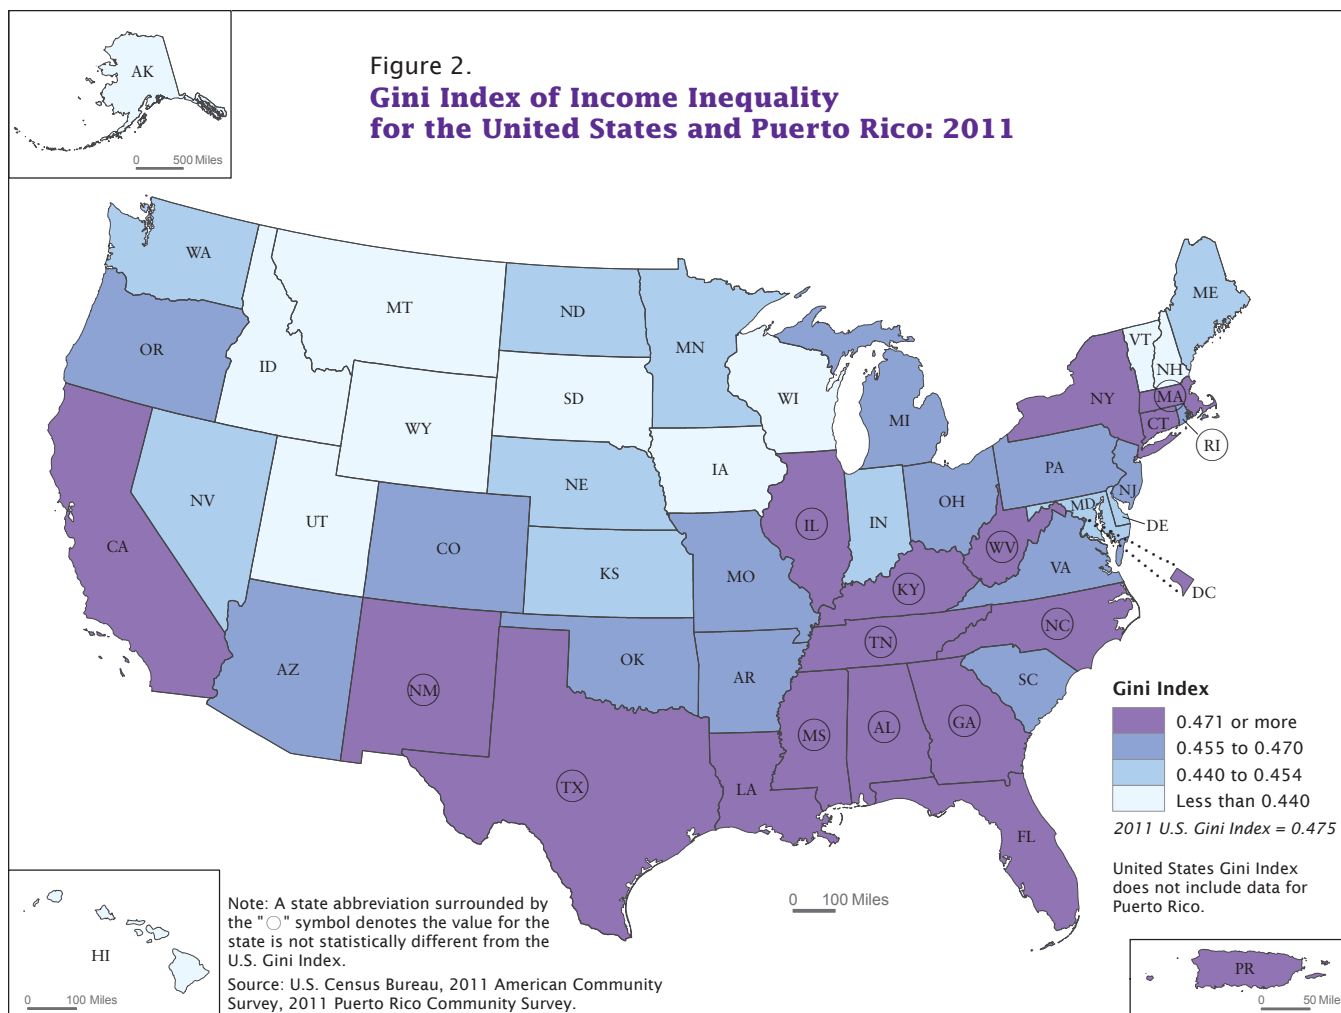 AK
0 500 Miles
Figure 2.
Gini Index of Income Inequality
for the United States and Puerto Rico: 2011
WA
ME
MT
ND
OR
MN
VT
ID
NH
SD
WI
MA
NY
WY
MI
CT
RI
IA
PA
NE
NJ
NV
OH
MD
UT
IL
IN
DE
CA
CO
WV
KS
MO
VA
KY
DC
NC
TN
OK
AZ
AR
SC
NM
GA
AL
MS
TX
LA
FL
Gini Index
0.471 or more
0.455 to 0.470
0.440 to 0.454
Less than 0.440
2011 U.S. Gini Index = 0.475
United States Gini Index
does not include data for
Puerto Rico.
0 100 Miles
HI
0 100 Miles
Note: A state abbreviation surrounded by
the "○" symbol denotes the value for the
state is not statistically different from the
U.S. Gini Index.
Source: U.S. Census Bureau, 2011 American Community
Survey, 2011 Puerto Rico Community Survey.
PR
0 50 Miles